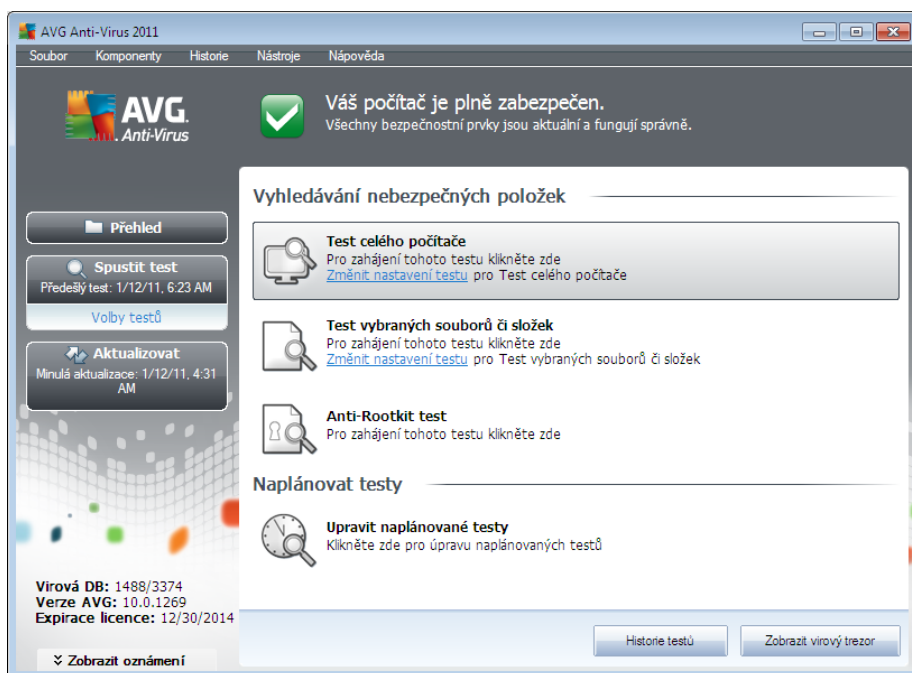 AVG Anti-Virus 2011
Soubor Komponenty Historie Nástroje Nápověda
AVG.
Anti-Virus
Váš počítač je plně zabezpečen.
Všechny bezpečnostní prvky jsou aktuální a fungují správně.
Přehled
Spustit test
Předešlý test: 1/12/11, 6:23 AM
Volby testů
Aktualizovat
Minulá aktualizace: 1/12/11, 4:31
AM
Vyhledávání nebezpečných položek
Test celého počítače
Pro zahájení tohoto testu klikněte zde
Změnit nastavení testu pro Test celého počítače
Test vybraných souborů či složek
Pro zahájení tohoto testu klikněte zde
Změnit nastavení testu pro Test vybraných souborů či složek
Anti-Rootkit test
Pro zahájení tohoto testu klikněte zde
Naplánovat testy
Upravit naplánované testy
Klikněte zde pro úpravu naplánovaných testů
Virová DB: 1488/3374
Verze AVG: 10.0.1269
Expirace licence: 12/30/2014
Zobrazit oznámení
Historie testů
Zobrazit virový trezor